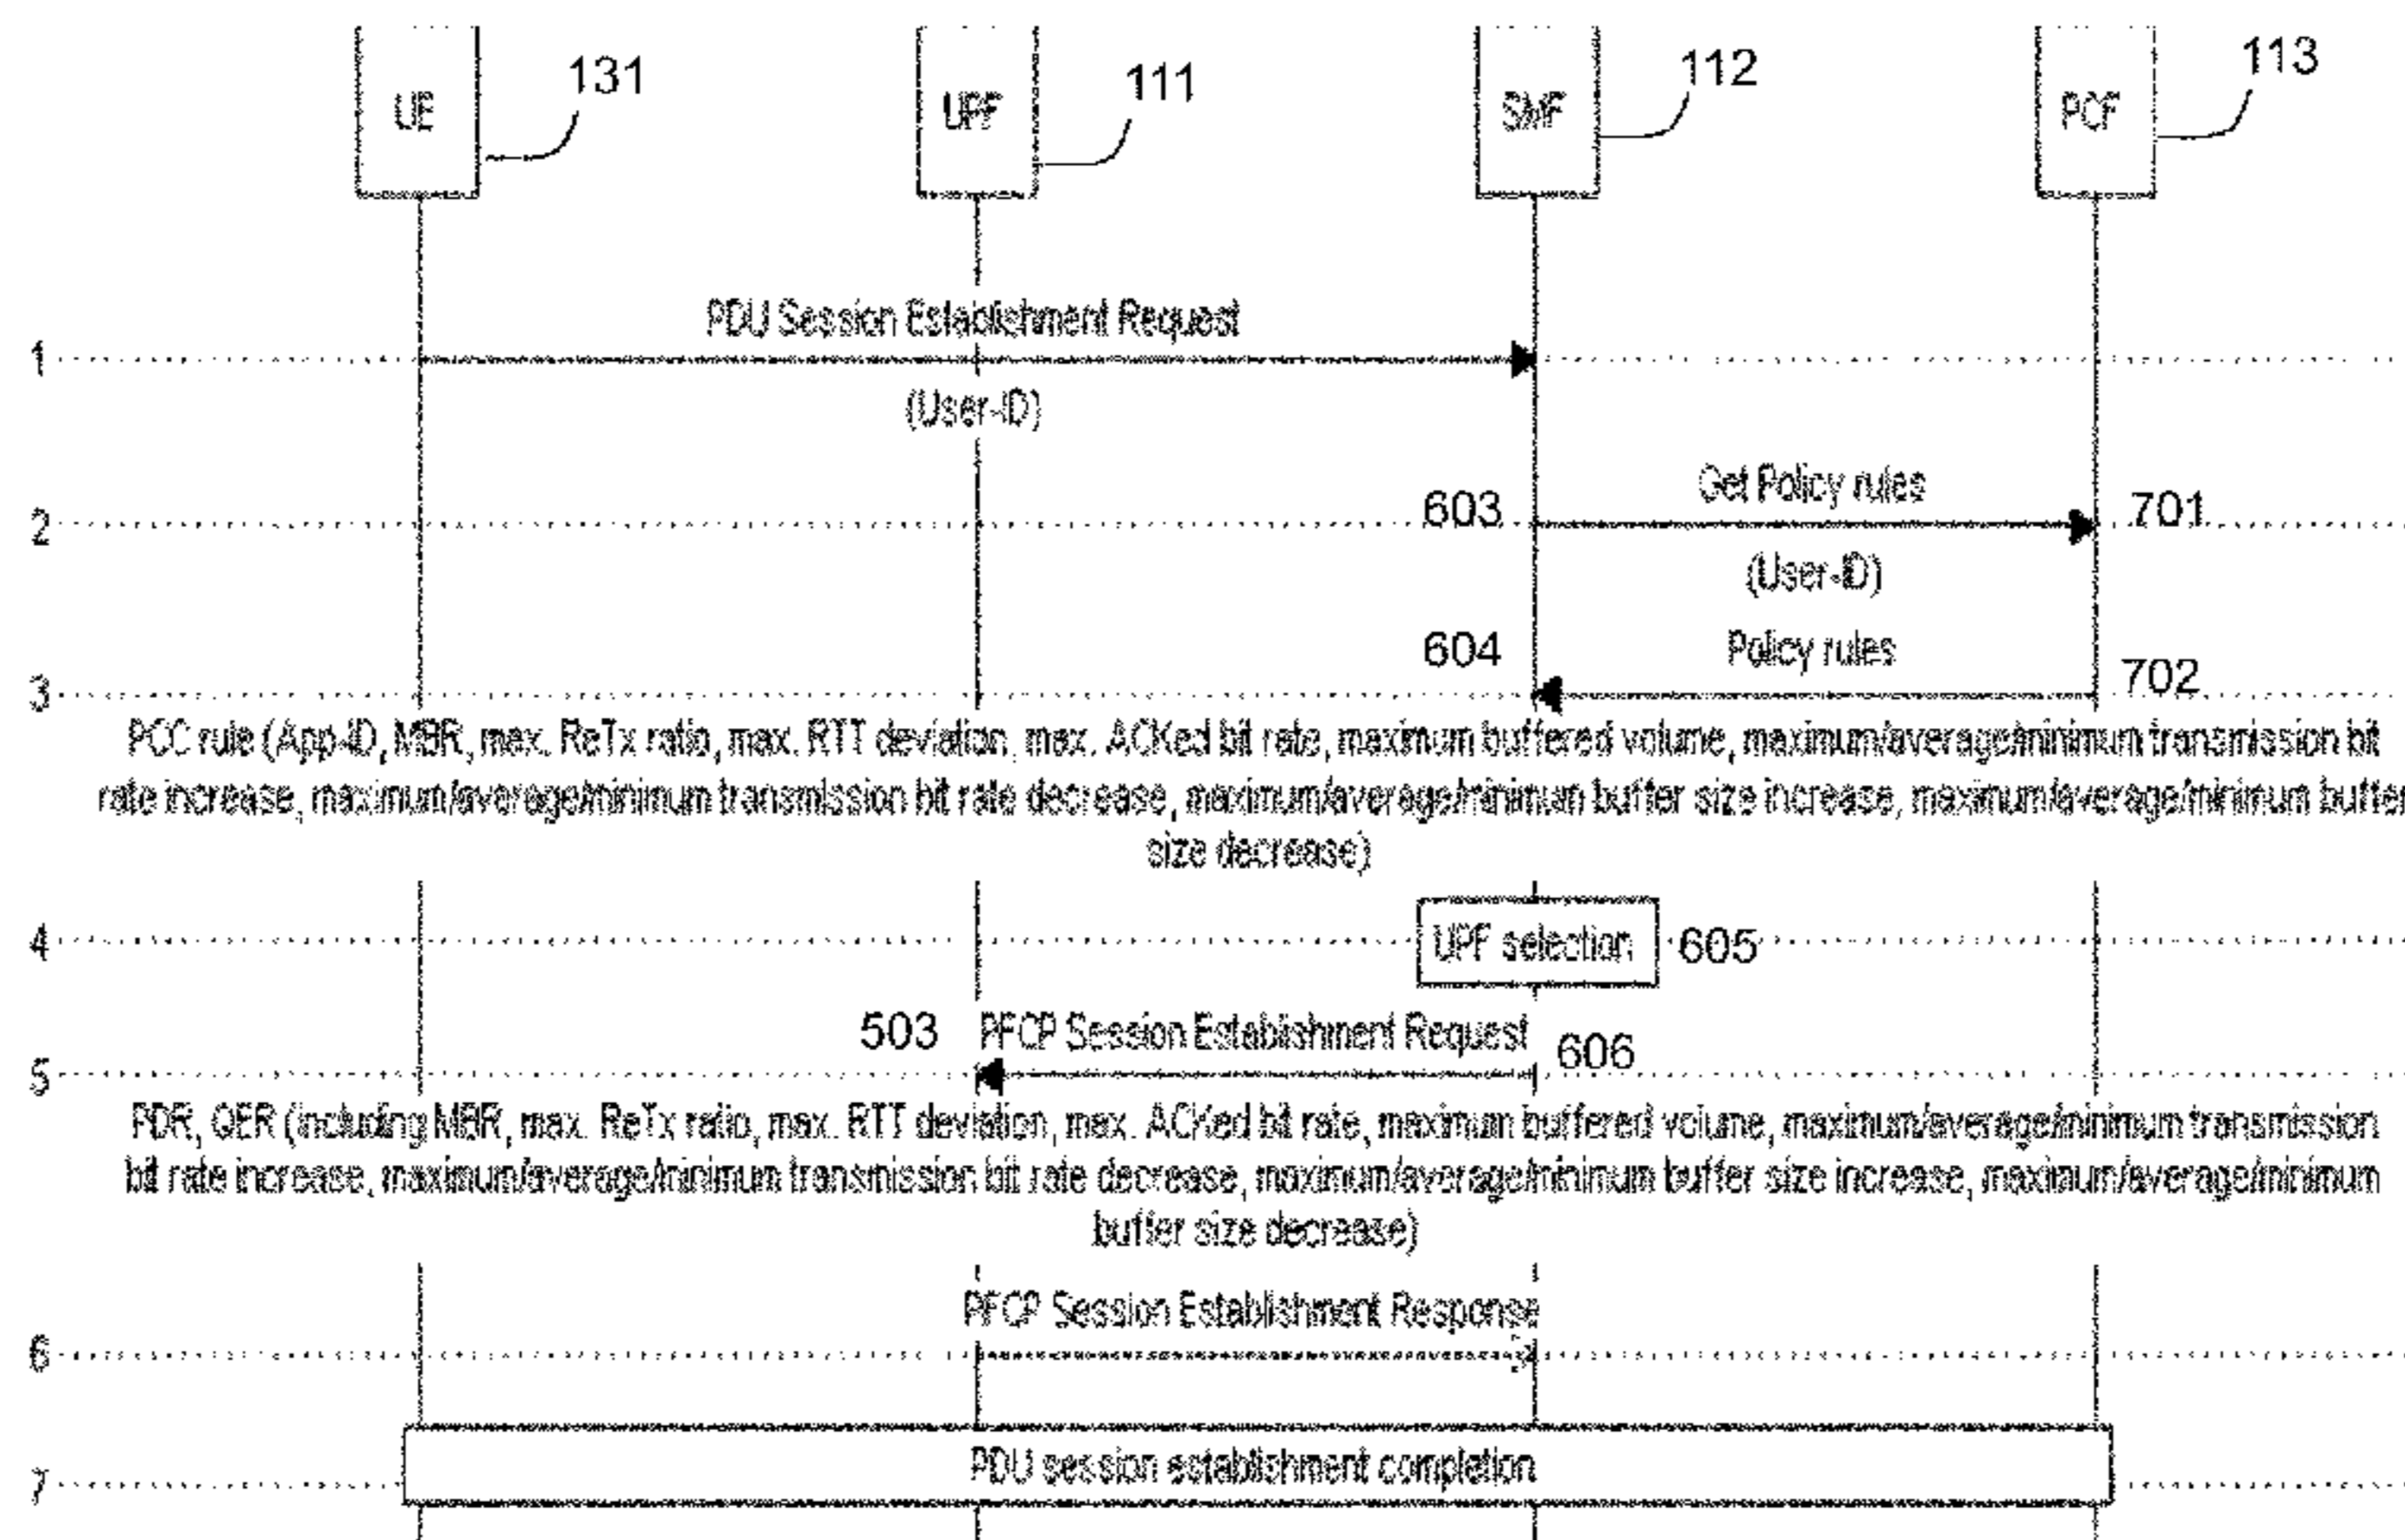 UE
131
UPF
111
SMF
112
PCF
113
PDU Session Establishment Request
1
(User-ID)
Get Policy rules
2
603
701
(User-ID)
604
Policy rules
3
702
PCC rule (App-ID, MBR, max. ReTx ratio, max. RTT deviation, max. ACKed bit rate, maximum buffered volume, maximum/average/minimum transmission bit
rate increase, maximum/average/minimum transmission bit rate decrease, maximum/average/minimum buffer size increase, maximum/average/minimum buffer
size decrease)
4
UPF selection
605
503
PFCP Session Establishment Request
5
606
PDR, QER (including MBR, max. ReTx ratio, max. RTT deviation, max. ACKed bit rate, maximum buffered volume, maximum/average/minimum transmission
bit rate increase, maximum/average/minimum transmission bit rate decrease, maximum/average/minimum buffer size increase, maximum/average/minimum
buffer size decrease)
PFCP Session Establishment Response
6
PDU session establishment completion
7